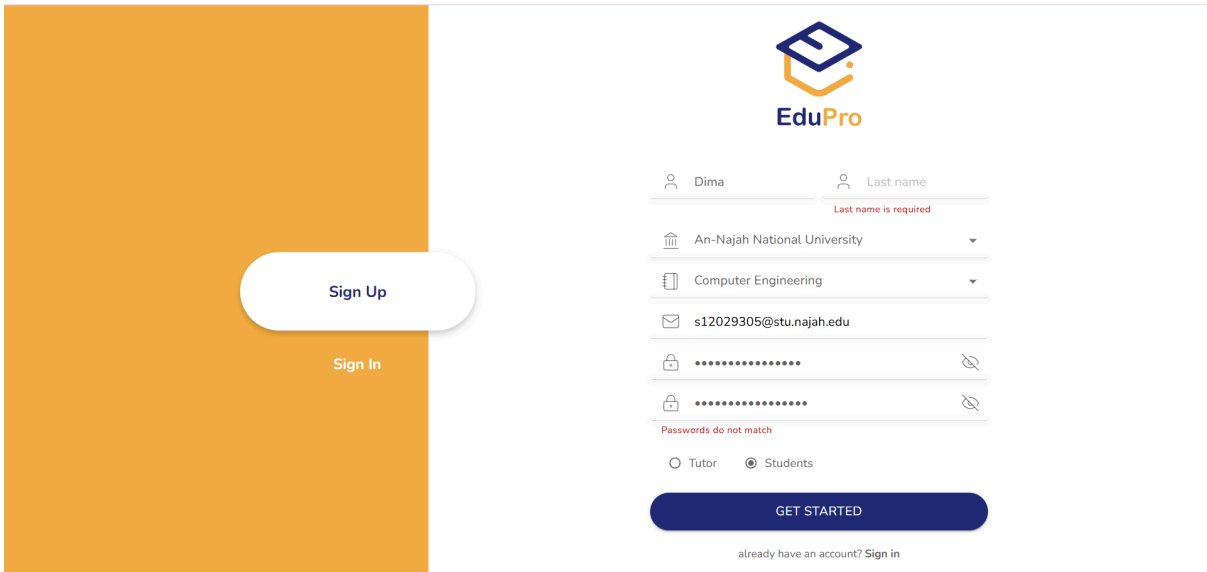 EduPro
Dima
Last name
Last name is required
An-Najah National University
Computer Engineering
Sign Up
s12029305@stu.najah.edu
Sign In
••••••••••••••••
•••••••••••••••••
Passwords do not match
Tutor Students
GET STARTED
already have an account? Sign in